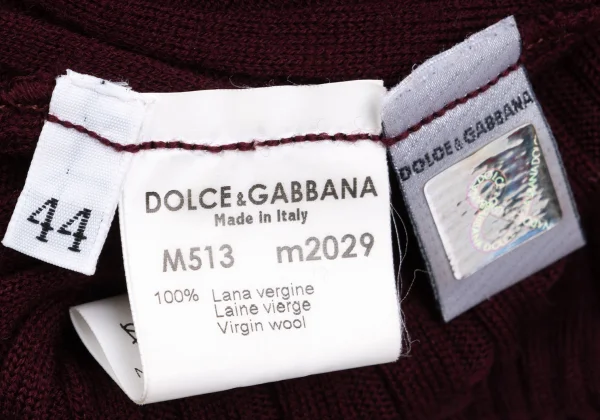 44
DOLCE & GABBANA
Made in Italy
M513 m2029
100% Lana vergine
Laine vierge
Virgin wool
DOLCE & GABBANA